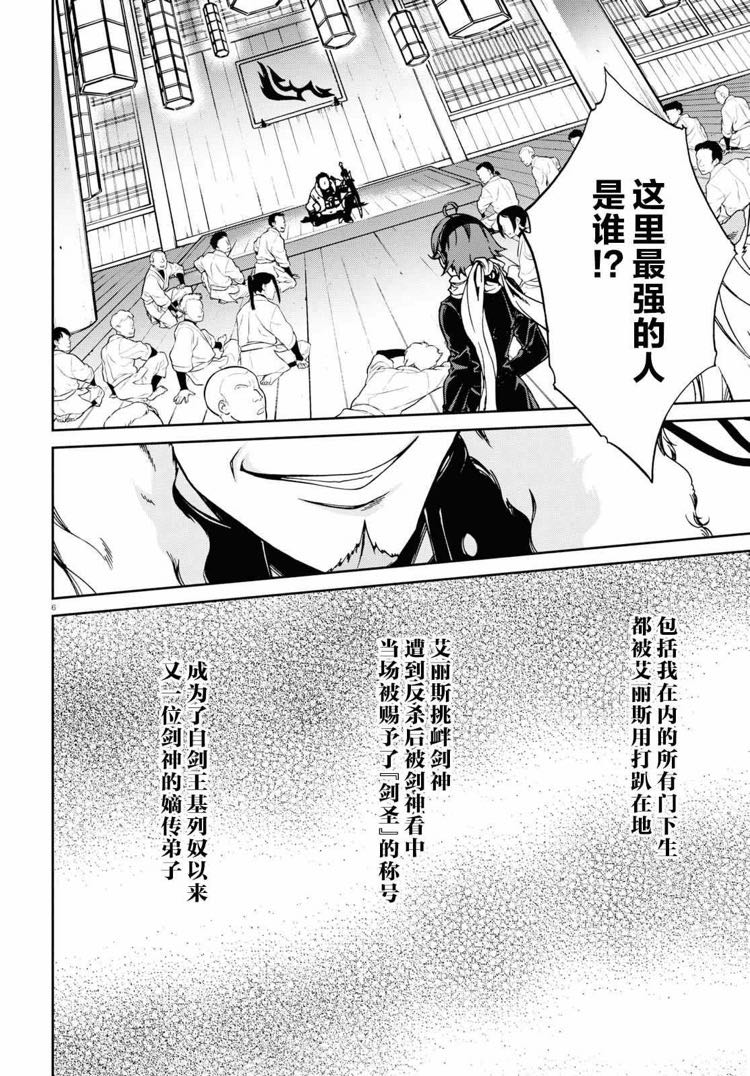 这里最强的人
是谁!?
包括我在内的所有门下生
都被艾丽斯用打趴在地
艾丽斯挑衅剑神
遭到反杀后被剑神看中
当场被赐予了『剑圣』的称号
成为了自剑王基列奴以来
又一位剑神的嫡传弟子
6